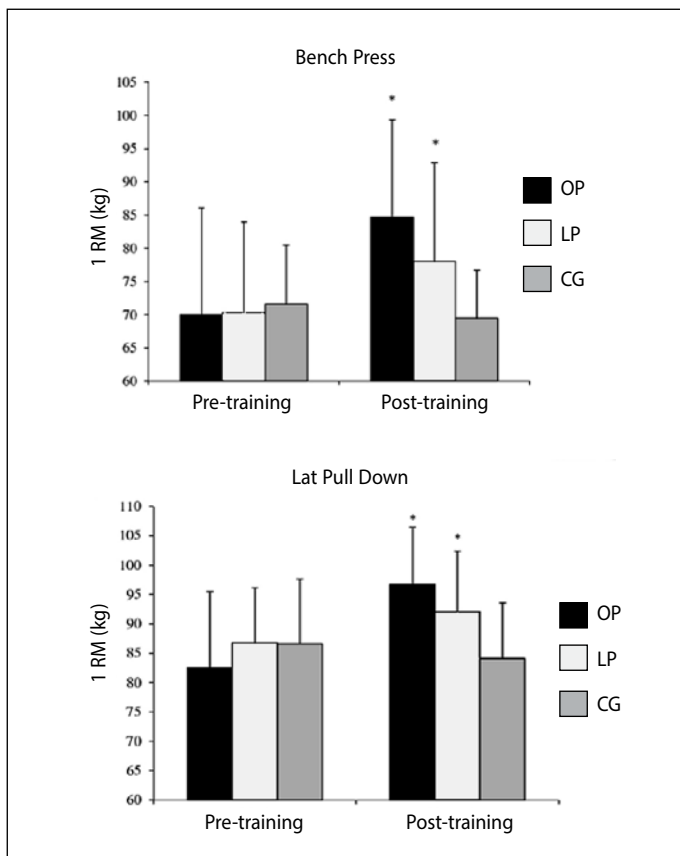 Bench Press
105
100
95
90
85
80
75
70
65
60
1 RM (kg)
* *
Pre-training Post-training
OP
LP
CG
Lat Pull Down
110
105
100
95
90
85
80
75
70
65
60
1 RM (kg)
* *
Pre-training Post-training
OP
LP
CG